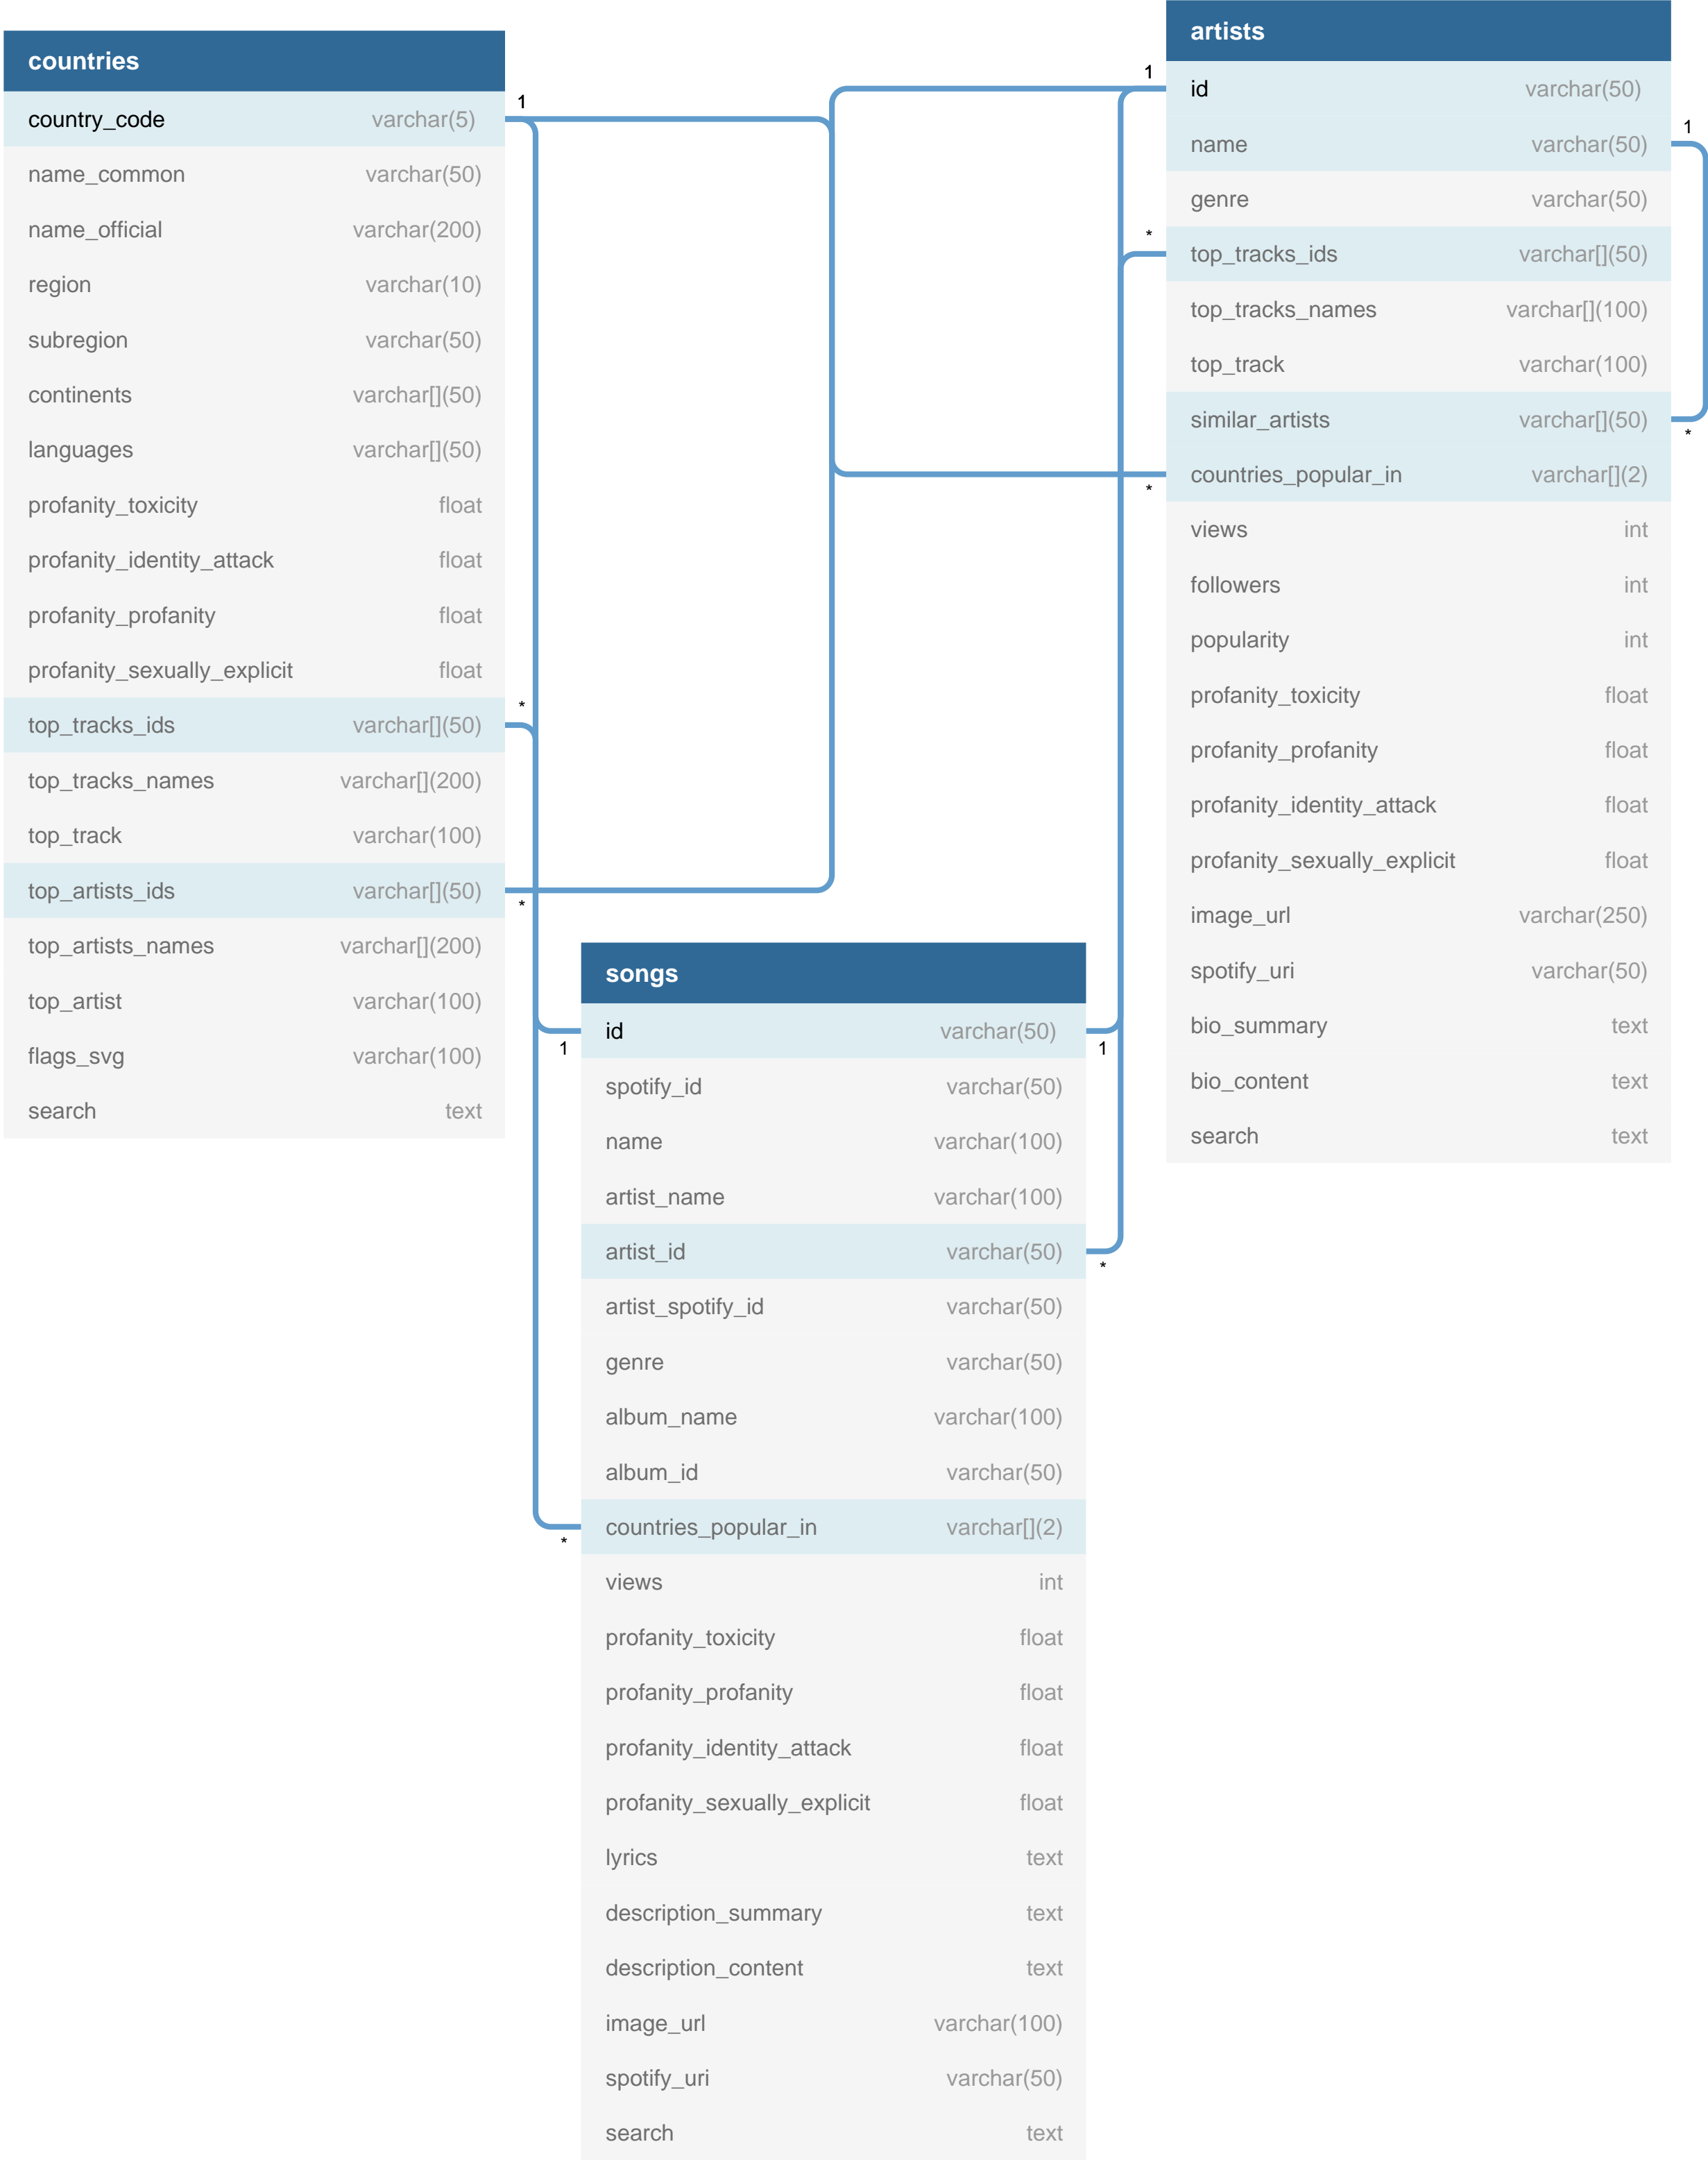 countries
country_code varchar(5)
name_common varchar(50)
name_official varchar(200)
region varchar(10)
subregion varchar(50)
continents varchar[](50)
languages varchar[](50)
profanity_toxicity float
profanity_identity_attack float
profanity_profanity float
profanity_sexually_explicit float
top_tracks_ids varchar[](50)
top_tracks_names varchar[](200)
top_track varchar(100)
top_artists_ids varchar[](50)
top_artists_names varchar[](200)
top_artist varchar(100)
flags_svg varchar(100)
search text
1
*
*
artists
id varchar(50)
name varchar(50)
genre varchar(50)
top_tracks_ids varchar[](50)
top_tracks_names varchar[](100)
top_track varchar(100)
similar_artists varchar[](50)
countries_popular_in varchar[](2)
views int
followers int
popularity int
profanity_toxicity float
profanity_profanity float
profanity_identity_attack float
profanity_sexually_explicit float
image_url varchar(250)
spotify_uri varchar(50)
bio_summary text
bio_content text
search text
1
1
*
*
*
songs
id varchar(50)
spotify_id varchar(50)
name varchar(100)
artist_name varchar(100)
artist_id varchar(50)
artist_spotify_id varchar(50)
genre varchar(50)
album_name varchar(100)
album_id varchar(50)
countries_popular_in varchar[](2)
views int
profanity_toxicity float
profanity_profanity float
profanity_identity_attack float
profanity_sexually_explicit float
lyrics text
description_summary text
description_content text
image_url varchar(100)
spotify_uri varchar(50)
search text
1
1
*
*